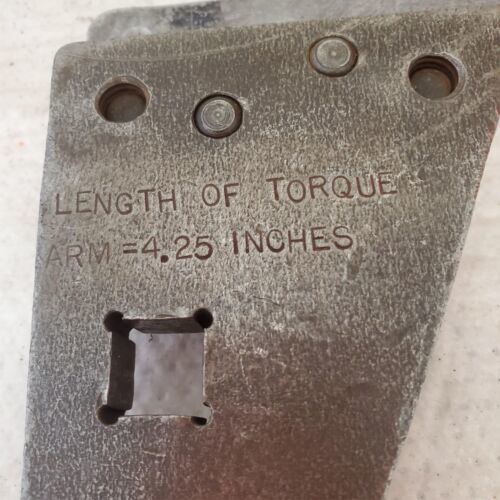 LENGTH OF TORQUE
ARM = 4.25 INCHES